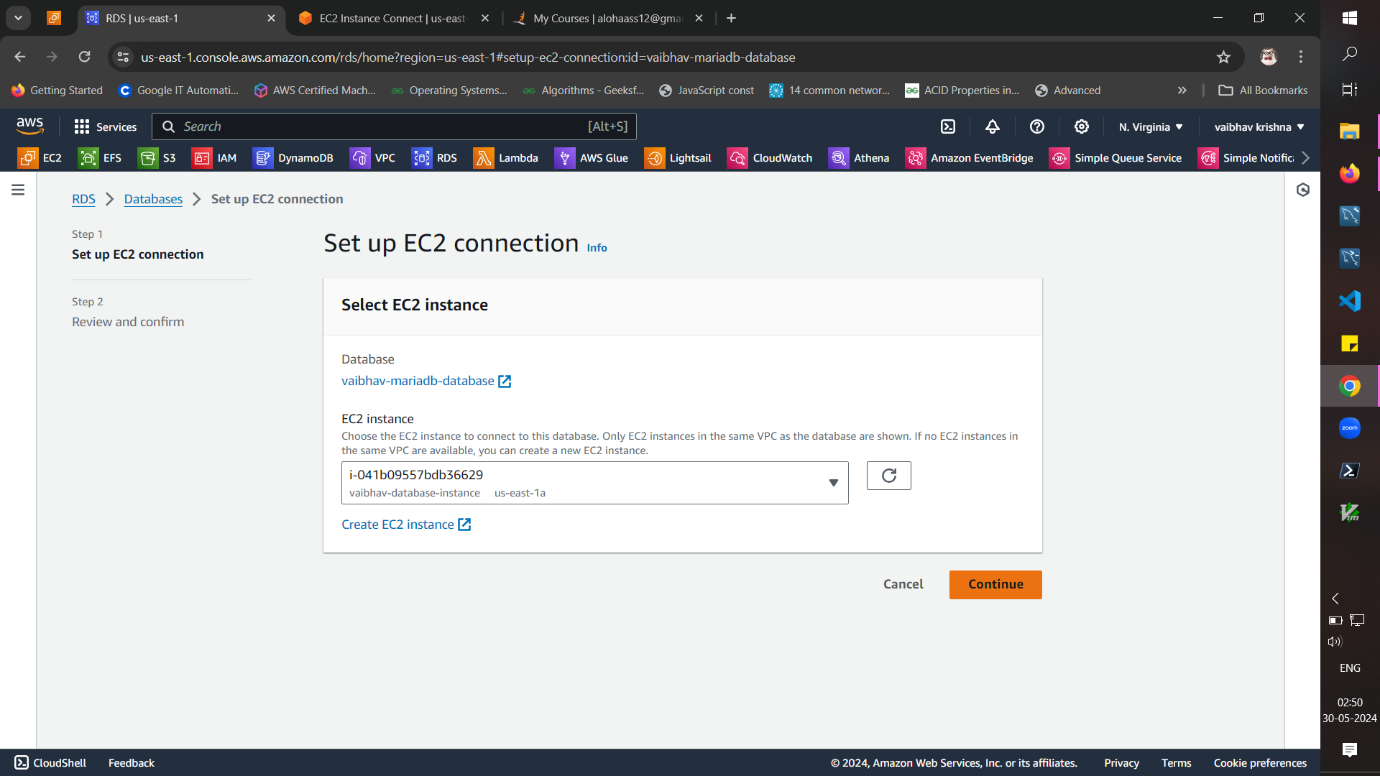 RDS | us-east-1
EC2 Instance Connect | us-east-
My Courses | alohaass12@gma
us-east-1.console.aws.amazon.com/rds/home?region=us-east-1#setup-ec2-connection:id=vaibhav-mariadb-database
Getting Started
Google IT Automati...
AWS Certified Mach...
Operating Systems...
Algorithms - Geeksf...
JavaScript const
14 common networ...
ACID Properties in...
Advanced
All Bookmarks
aws
Services
Search
[Alt+S]
N. Virginia
vaibhav krishna
EC2
EFS
S3
IAM
DynamoDB
VPC
RDS
Lambda
AWS Glue
Lightsail
CloudWatch
Athena
Amazon EventBridge
Simple Queue Service
Simple Notific
RDS > Databases > Set up EC2 connection
Step 1
Set up EC2 connection
Step 2
Review and confirm
Set up EC2 connection Info
Select EC2 instance
Database
vaibhav-mariadb-database
EC2 instance
Choose the EC2 instance to connect to this database. Only EC2 instances in the same VPC as the database are shown. If no EC2 instances in
the same VPC are available, you can create a new EC2 instance.
i-041b09557bdb36629
vaibhav-database-instance us-east-1a
Create EC2 instance
Cancel
Continue
CloudShell
Feedback
© 2024, Amazon Web Services, Inc. or its affiliates.
Privacy
Terms
Cookie preferences
zoom
ENG
02:50
30-05-2024